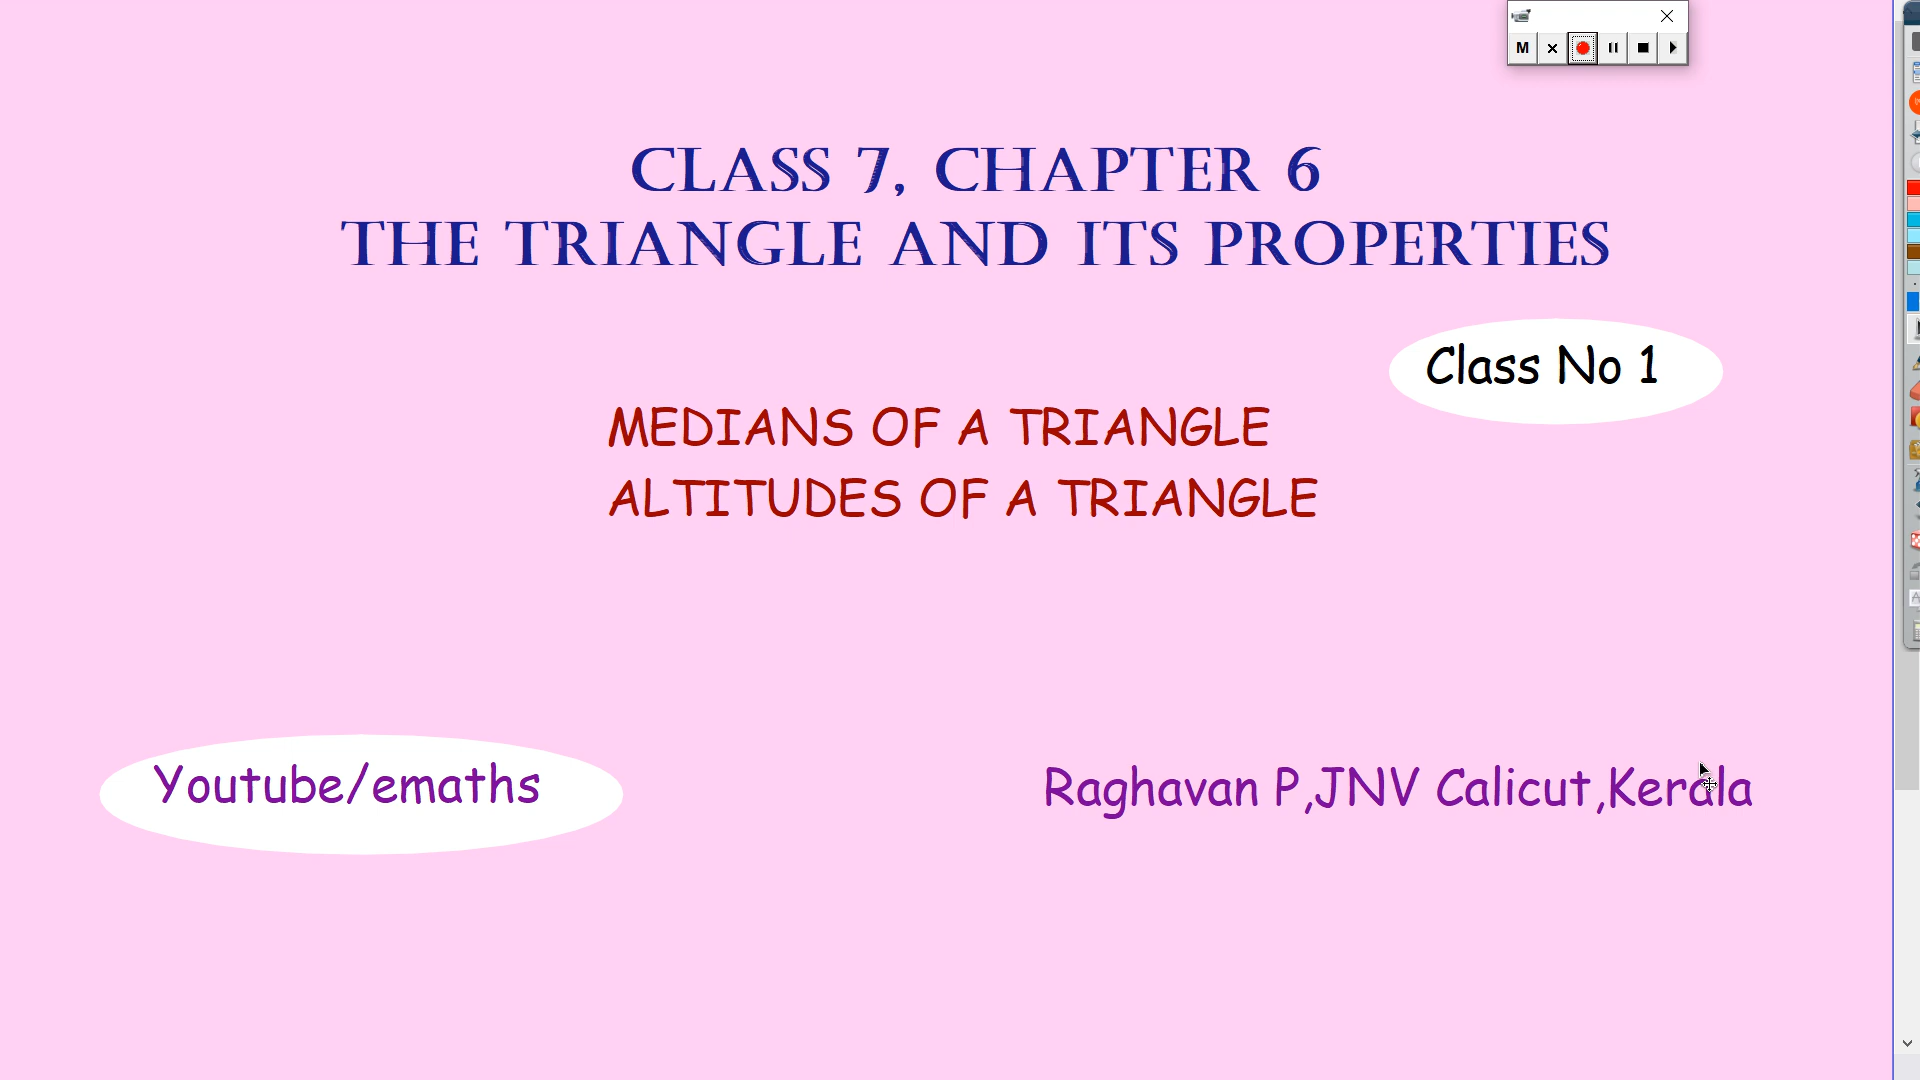 M
CLASS 7, CHAPTER 6
THE TRIANGLE AND ITS PROPERTIES
Class No 1
MEDIANS OF A TRIANGLE
ALTITUDES OF A TRIANGLE
Youtube/emaths
Raghavan P,JNV Calicut,Kerala